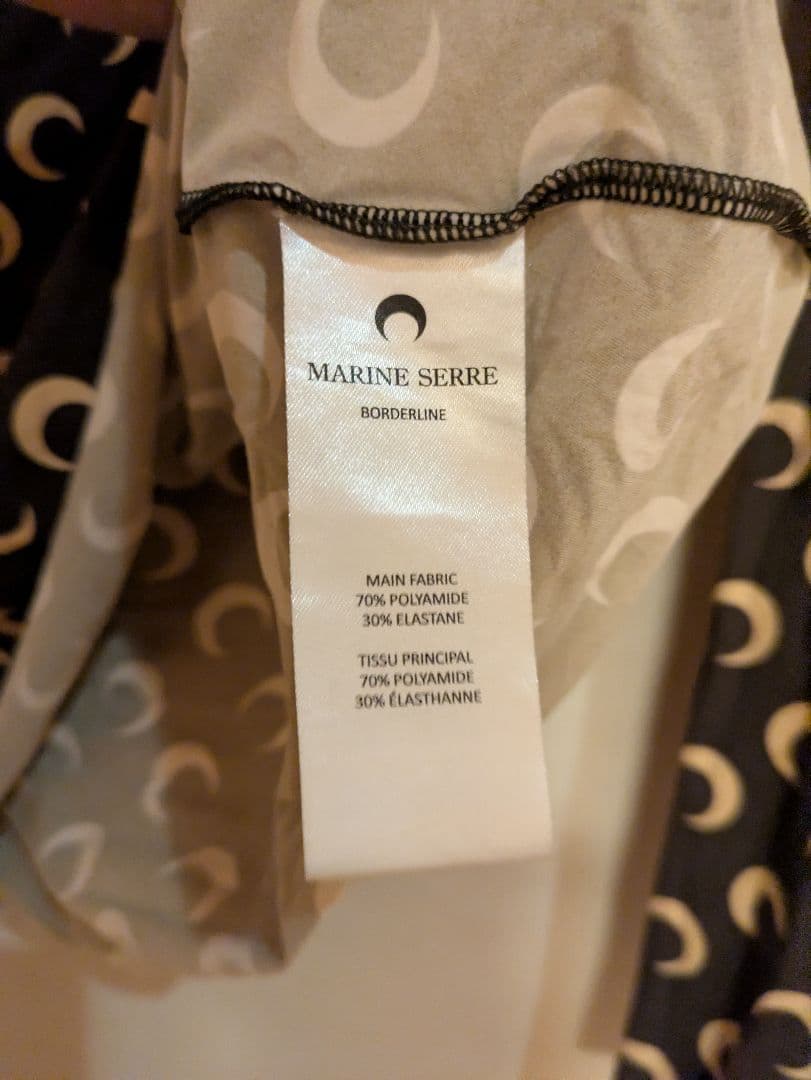 MARINE SERRE
BORDERLINE
MAIN FABRIC
70% POLYAMIDE
30% ELASTANE
TISSU PRINCIPAL
70% POLYAMIDE
30% ÉLASTHANNE